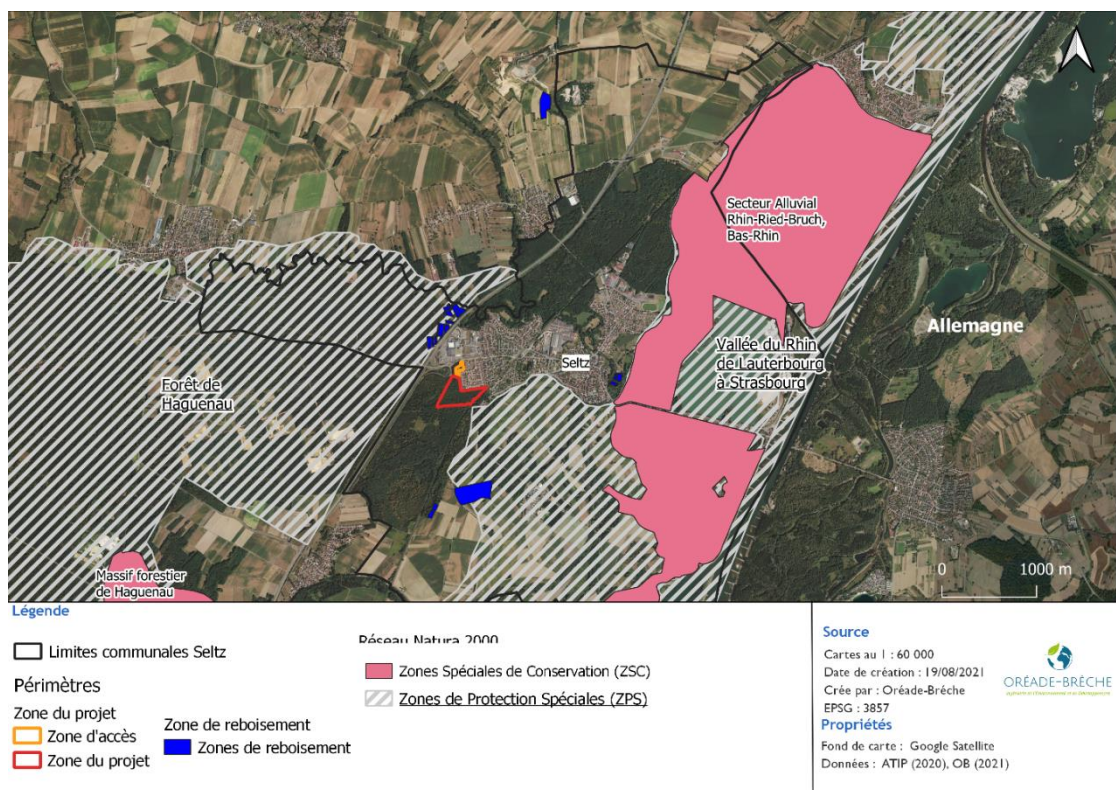 Secteur Alluvial
Rhin-Ried-Bruch,
Bas-Rhin
Allemagne
Vallée du Rhin
de Lauterbourg
à Strasbourg
Seltz
Forêt de
Haguenau
Massif forestier
de Haguenau
0 1000 m
Légende
Limites communales Seltz
Périmètres
Zone du projet
Zone d'accès
Zone du projet
Zone de reboisement
Zones de reboisement
Réseau Natura 2000
Zones Spéciales de Conservation (ZSC)
Zones de Protection Spéciales (ZPS)
Source
Cartes au 1 : 60 000
Date de création : 19/08/2021
Crée par : Oréade-Brèche
EPSG : 3857
Propriétés
Fond de carte : Google Satellite
Données : ATIP (2020), OB (2021)
ORÉADE-BRÈCHE